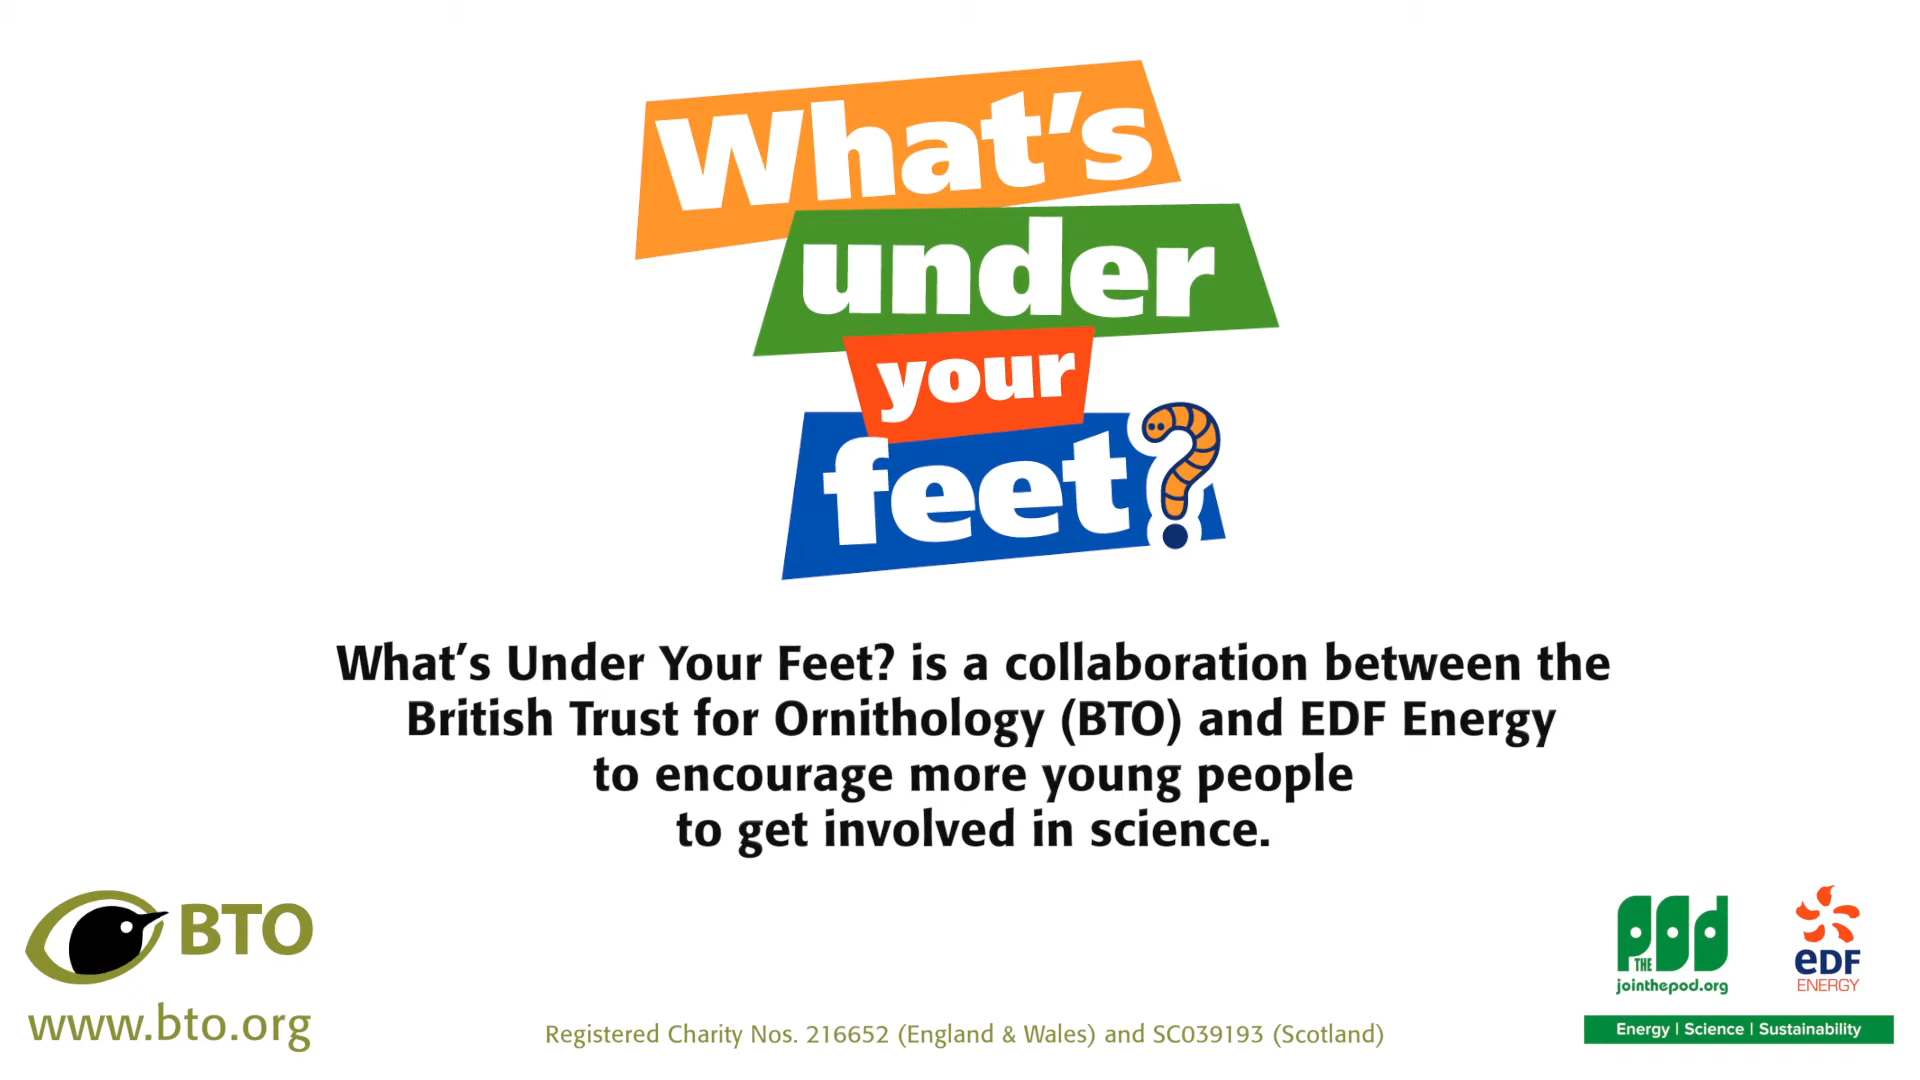 What's
under
your
feet?
What's Under Your Feet? is a collaboration between the
British Trust for Ornithology (BTO) and EDF Energy
to encourage more young people
to get involved in science.
BTO
www.bto.org
Registered Charity Nos. 216652 (England & Wales) and SC039193 (Scotland)
THE pod
jointhepod.org
eDF
ENERGY
Energy | Science | Sustainability